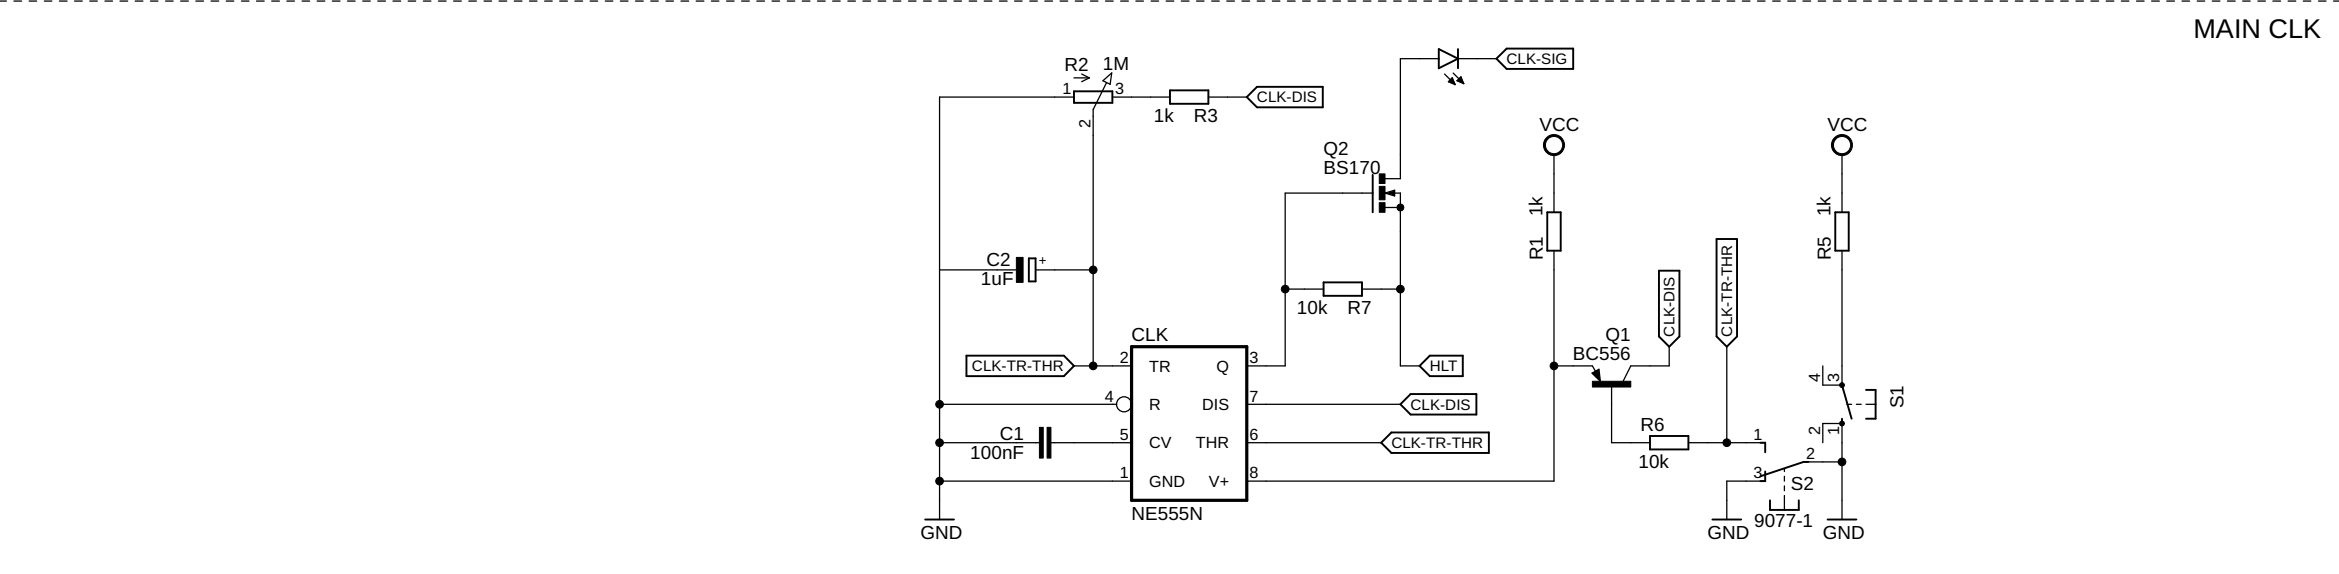 MAIN CLK
R2 1M
1 3
2
1k R3
CLK-DIS
CLK-SIG
Q2
BS170
VCC
1k
R1
VCC
1k
R5
C2 +
1uF
10k R7
CLK-DIS
CLK-TR-THR
CLK
CLK-TR-THR
2 TR Q 3
HLT
4 R DIS 7
CLK-DIS
C1
100nF
5 CV THR 6
CLK-TR-THR
1 GND V+ 8
NE555N
GND
Q1
BC556
R6
10k
4 3
S1
2 1
1
2
3
S2
9077-1
GND
GND